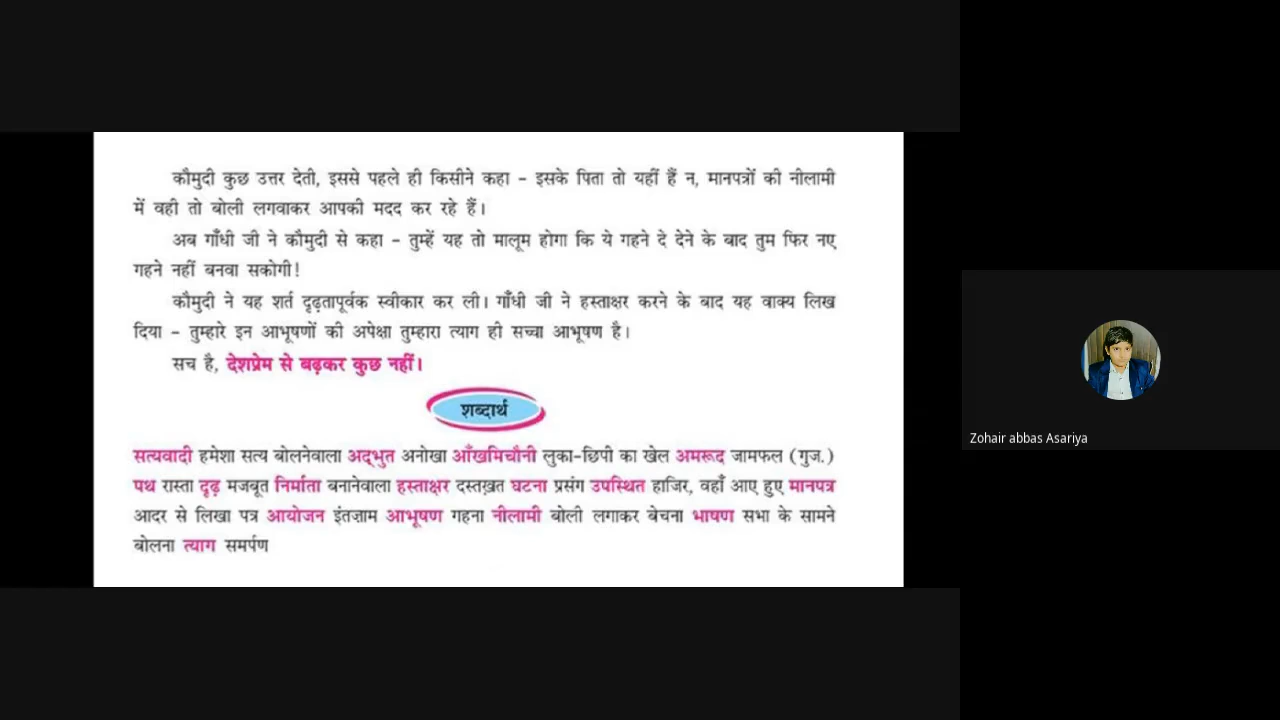 कौमुदी कुछ उत्तर देती, इससे पहले ही किसीने कहा – इसके पिता तो यहीं हैं न, मानपत्रों की नीलामी
में वही तो बोली लगवाकर आपकी मदद कर रहे हैं।
अब गाँधी जी ने कौमुदी से कहा – तुम्हें यह तो मालूम होगा कि ये गहने दे देने के बाद तुम फिर नए
गहने नहीं बनवा सकोगी!
कौमुदी ने यह शर्त दृढ़तापूर्वक स्वीकार कर ली। गाँधी जी ने हस्ताक्षर करने के बाद यह वाक्य लिख
दिया – तुम्हारे इन आभूषणों की अपेक्षा तुम्हारा त्याग ही सच्चा आभूषण है।
सच है, देशप्रेम से बढ़कर कुछ नहीं।
शब्दार्थ
सत्यवादी हमेशा सत्य बोलनेवाला अद्भुत अनोखा आँखमिचौनी लुका-छिपी का खेल अमरूद जामफल (गुज.)
पथ रास्ता दृढ़ मजबूत निर्माता बनानेवाला हस्ताक्षर दस्तख़त घटना प्रसंग उपस्थित हाजिर, वहाँ आए हुए मानपत्र
आदर से लिखा पत्र आयोजन इंतज़ाम आभूषण गहना नीलामी बोली लगाकर बेचना भाषण सभा के सामने
बोलना त्याग समर्पण
Zohair abbas Asariya